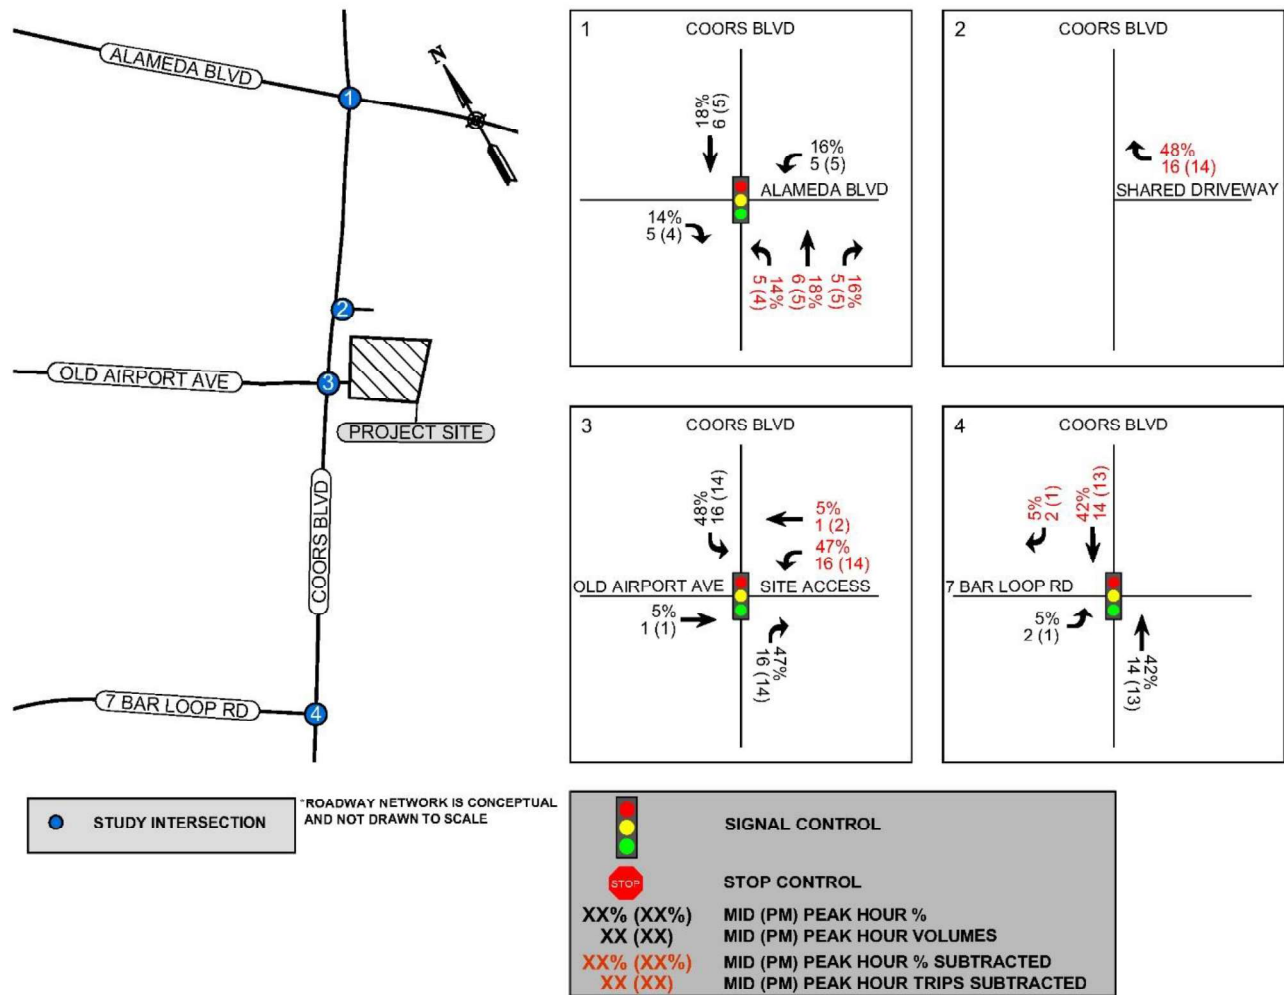 ALAMEDA BLVD
N
1
2
OLD AIRPORT AVE
3
PROJECT SITE
COORS BLVD
7 BAR LOOP RD
4
1
COORS BLVD
18%
6 (5)
16%
5 (5)
ALAMEDA BLVD
14%
5 (4)
14%
5 (4)
18%
6 (5)
16%
5 (5)
2
COORS BLVD
48%
16 (14)
SHARED DRIVEWAY
3
COORS BLVD
48%
16 (14)
5%
1 (2)
47%
16 (14)
OLD AIRPORT AVE
SITE ACCESS
5%
1 (1)
47%
16 (14)
4
COORS BLVD
5%
2 (1)
42%
14 (13)
7 BAR LOOP RD
5%
2 (1)
42%
14 (13)
STUDY INTERSECTION
*ROADWAY NETWORK IS CONCEPTUAL
AND NOT DRAWN TO SCALE
SIGNAL CONTROL
STOP
STOP CONTROL
XX% (XX%) MID (PM) PEAK HOUR %
XX (XX) MID (PM) PEAK HOUR VOLUMES
XX% (XX%) MID (PM) PEAK HOUR % SUBTRACTED
XX (XX) MID (PM) PEAK HOUR TRIPS SUBTRACTED